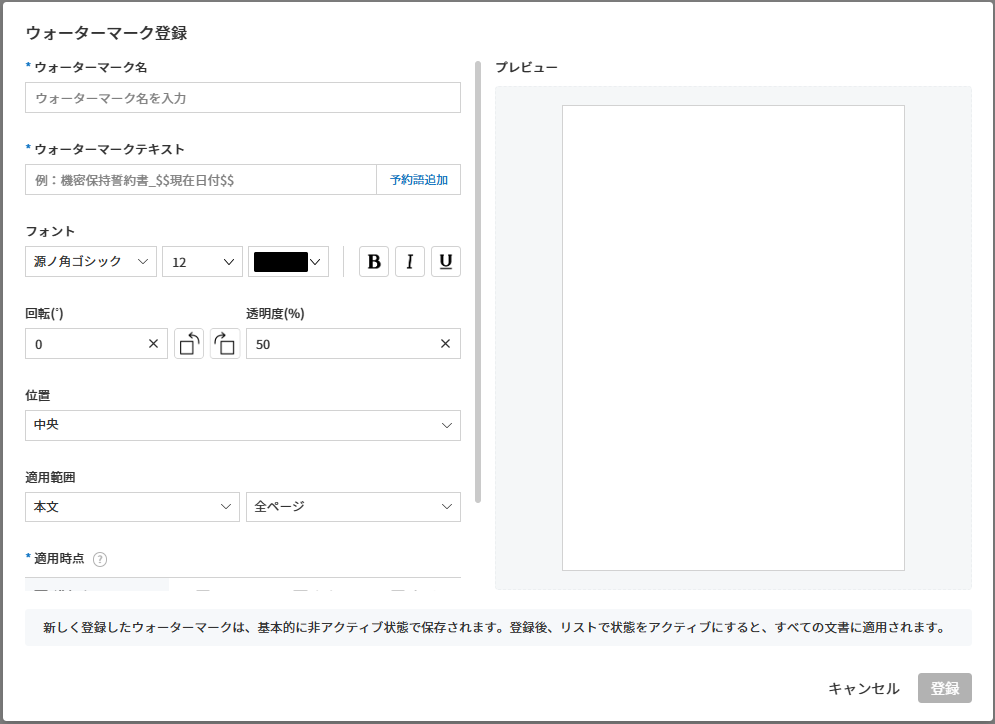 ウォーターマーク登録
* ウォーターマーク名
ウォーターマーク名を入力
* ウォーターマークテキスト
例：機密保持誓約書_$$現在日付$$ 予約語追加
フォント
源ノ角ゴシック 12 B I U
回転(°) 透明度(%)
0 50
位置
中央
適用範囲
本文 全ページ
* 適用時点 ?
プレビュー
新しく登録したウォーターマークは、基本的に非アクティブ状態で保存されます。登録後、リストで状態をアクティブにすると、すべての文書に適用されます。
キャンセル 登録